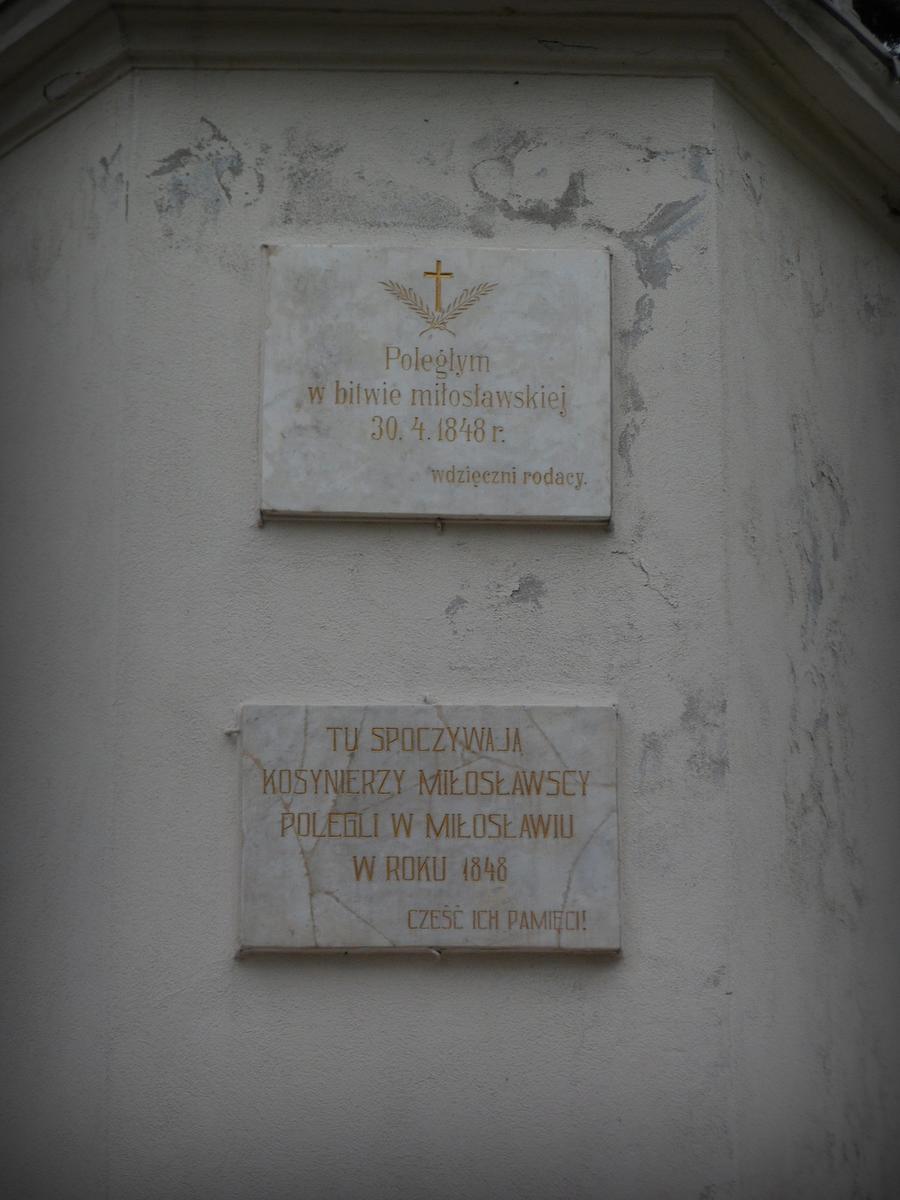 Poległym
w bitwie miłosławskiej
30. 4. 1848 r.
wdzięczni rodacy.
TU SPOCZYWAJĄ
KOSYNIERZY MIŁOSŁAWSCY
POLEGLI W MIŁOSŁAWIU
W ROKU 1848
CZEŚĆ ICH PAMIĘCI!